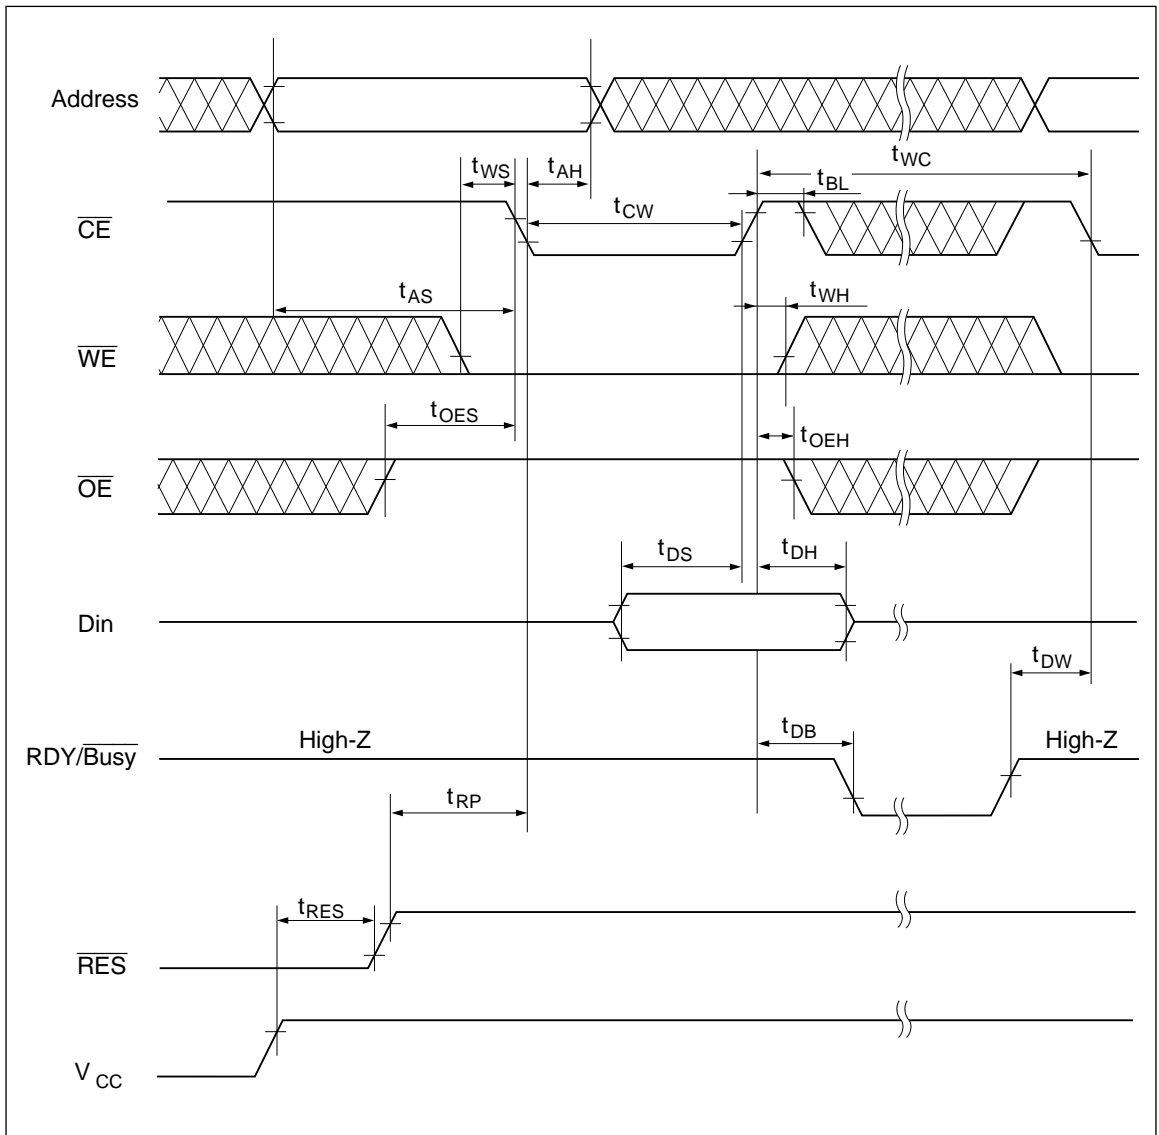 Address
tWS
tAH
tWC
tBL
CE
tCW
tAS
tWH
WE
tOES
tOEH
OE
tDS
tDH
Din
tDW
tDB
RDY/Busy
High-Z
High-Z
tRP
tRES
RES
VCC